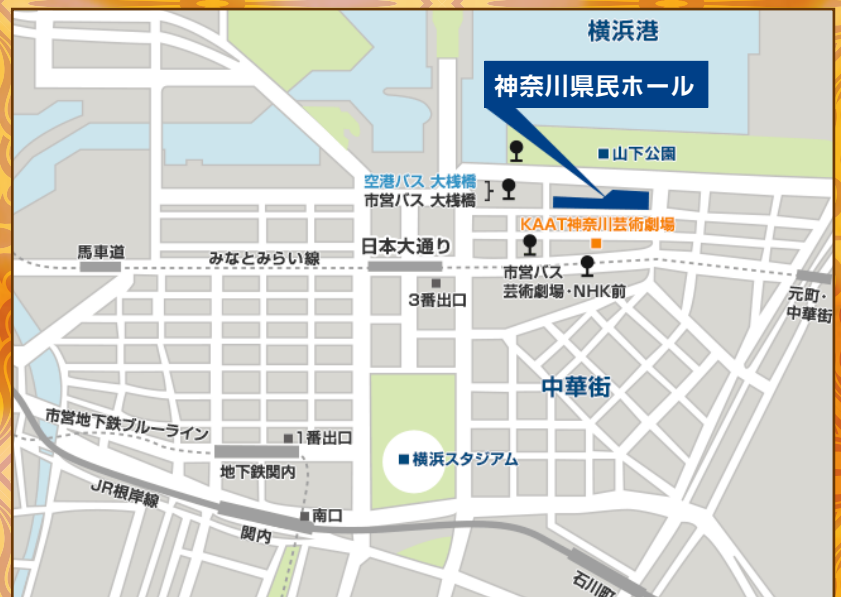 横浜港
神奈川県民ホール
山下公園
空港バス 大桟橋
市営バス 大桟橋
KAAT神奈川芸術劇場
日本大通り
馬車道
みなとみらい線
市営バス
芸術劇場・NHK前
3番出口
元町・
中華街
中華街
市営地下鉄ブルーライン
1番出口
地下鉄関内
横浜スタジアム
JR根岸線
南口
関内
石川町